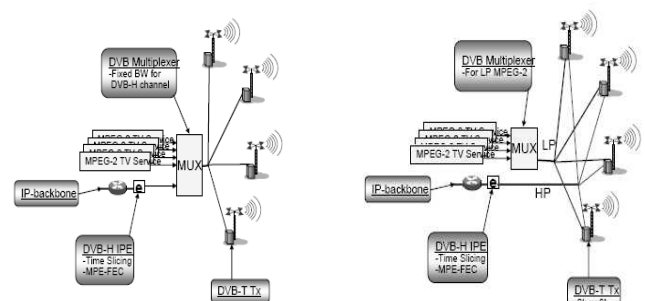 DVB Multiplexer
-Fixed BW for
DVB-H channel
MPEG-2 TV Service
MUX
IP-backbone
e
DVB-H IPE
-Time Slicing
-MPE-FEC
DVB-T Tx
DVB Multiplexer
-For LP MPEG-2
MPEG-2 TV Service
MUX
LP
IP-backbone
e
HP
DVB-H IPE
-Time Slicing
-MPE-FEC
DVB-T Tx